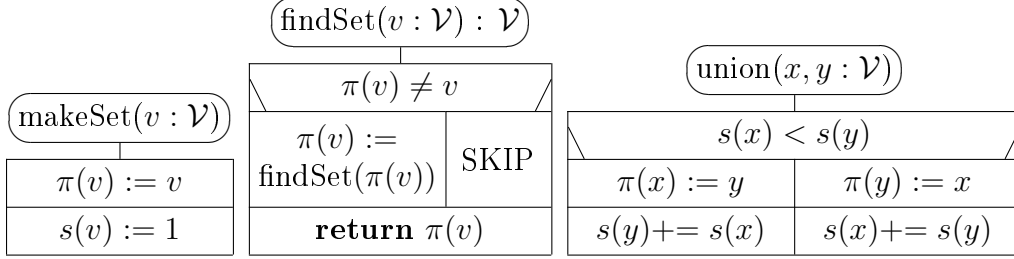 makeSet(v : 𝒱)
π(v) := v
s(v) := 1
findSet(v : 𝒱) : 𝒱
π(v) ≠ v
π(v) :=
findSet(π(v))
SKIP
return π(v)
union(x, y : 𝒱)
s(x) < s(y)
π(x) := y
π(y) := x
s(y)+= s(x)
s(x)+= s(y)